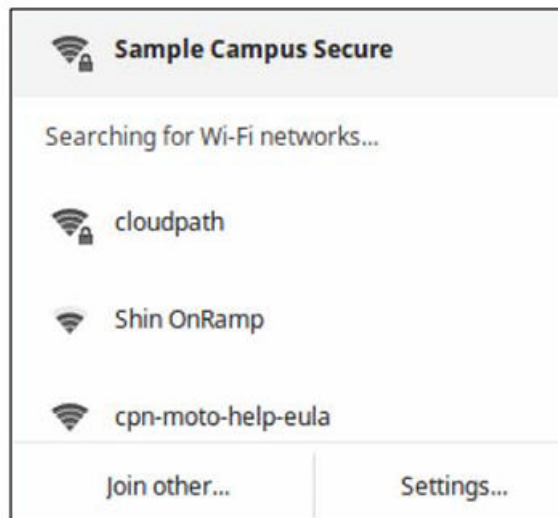 Sample Campus Secure
Searching for Wi-Fi networks...
cloudpath
Shin OnRamp
cpn-moto-help-eula
Join other... Settings...